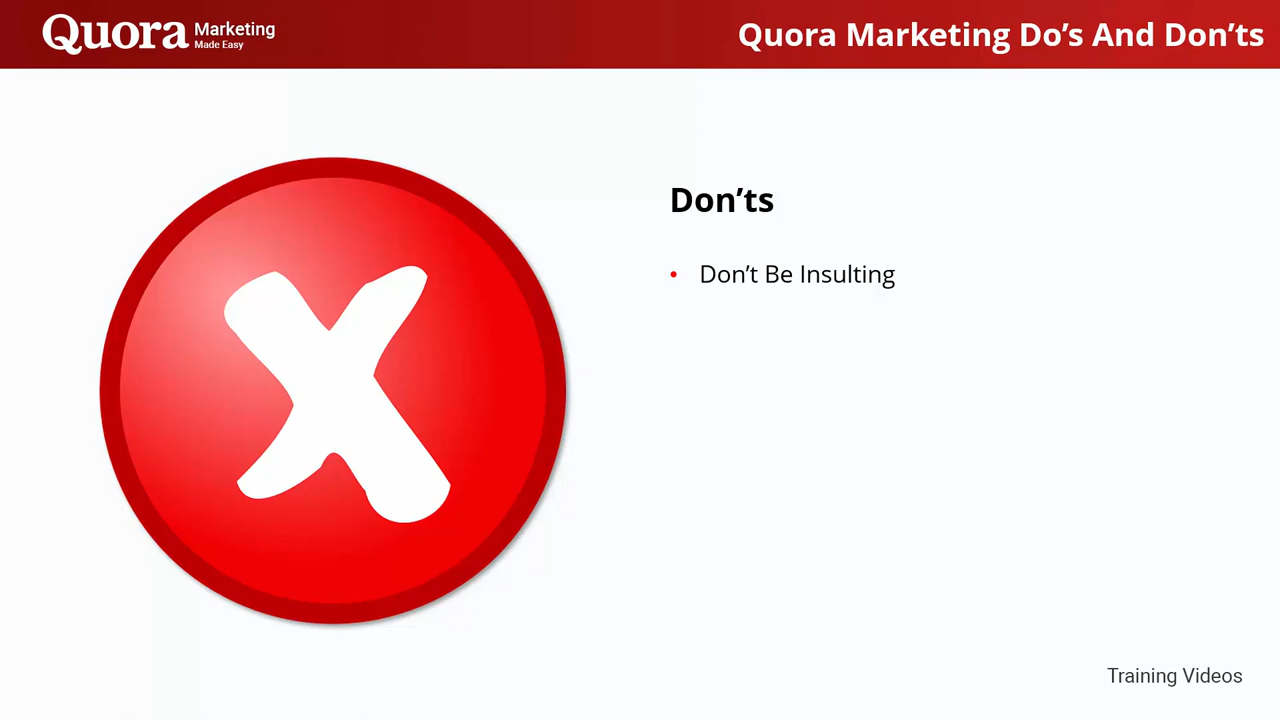 Quora Marketing
Made Easy
Quora Marketing Do’s And Don’ts
Don’ts
• Don’t Be Insulting
Training Videos